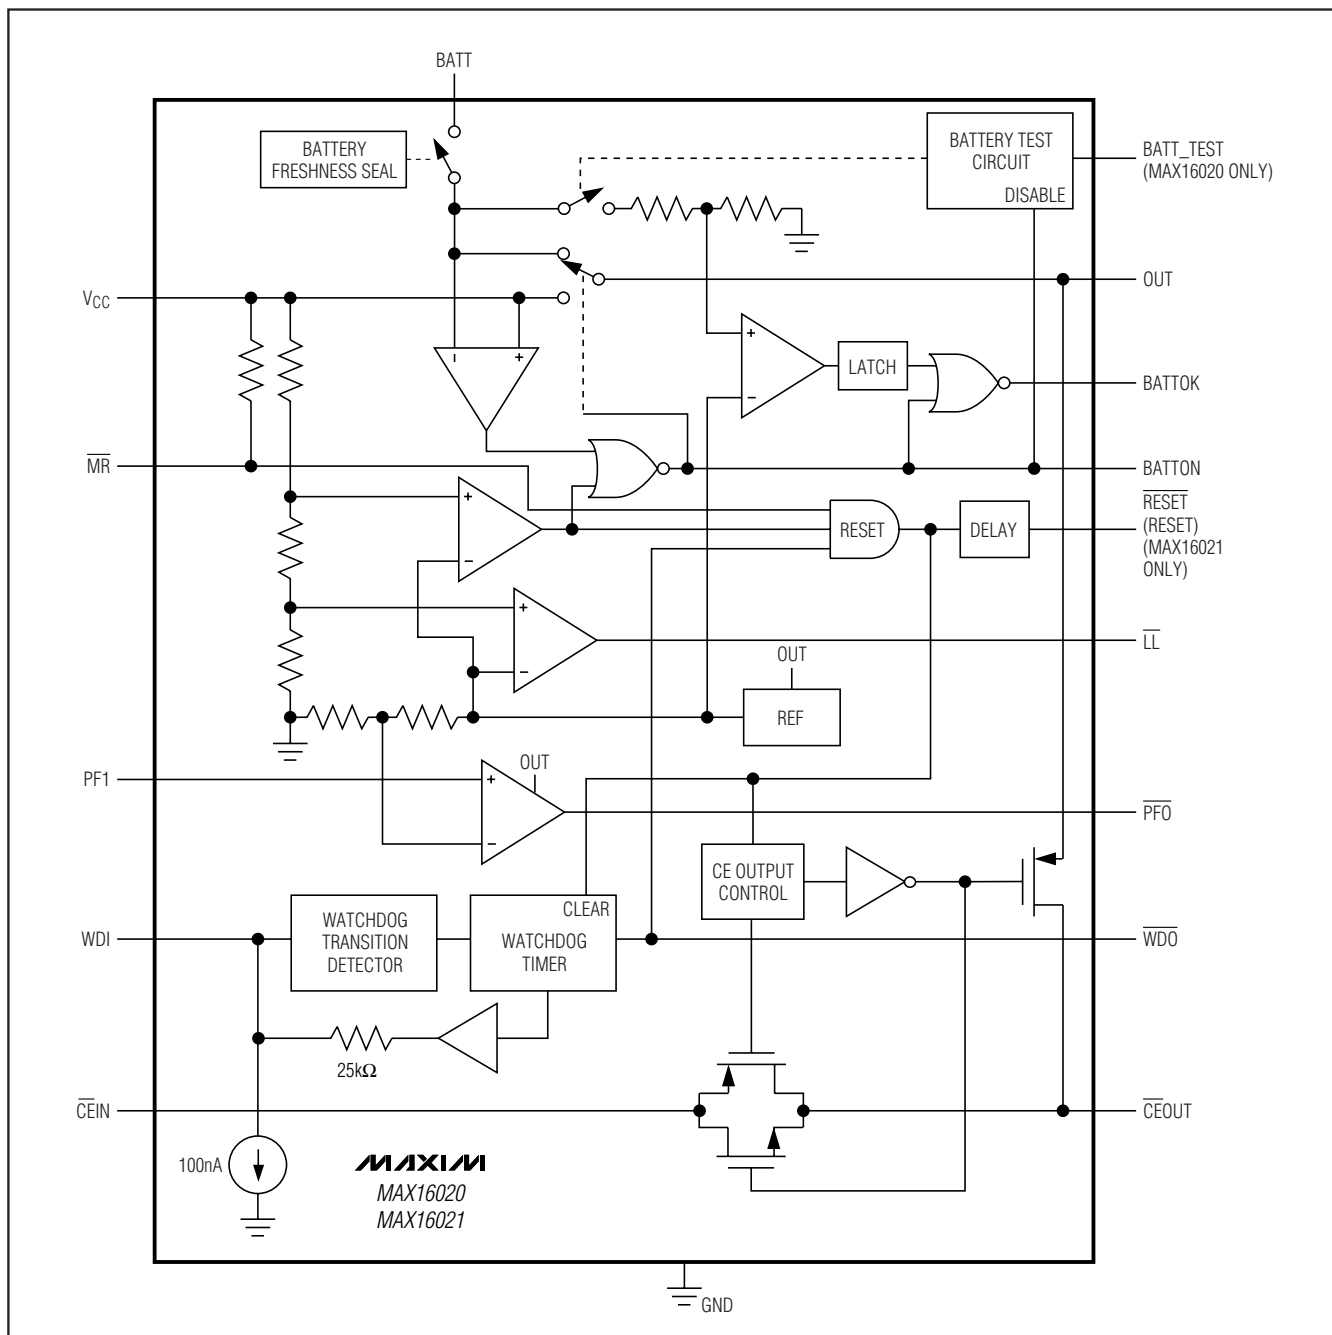 BATT
BATTERY
FRESHNESS SEAL
BATTERY TEST
CIRCUIT
DISABLE
BATT_TEST
(MAX16020 ONLY)
OUT
VCC
+
−
+
−
LATCH
BATTOK
MR
BATTON
+
−
RESET
DELAY
RESET
(RESET)
(MAX16021
ONLY)
+
−
LL
OUT
REF
PF1
+
−
OUT
PFO
CE OUTPUT
CONTROL
WDI
WATCHDOG
TRANSITION
DETECTOR
CLEAR
WATCHDOG
TIMER
WDO
25kΩ
CEIN
CEOUT
100nA
MAXIM
MAX16020
MAX16021
GND